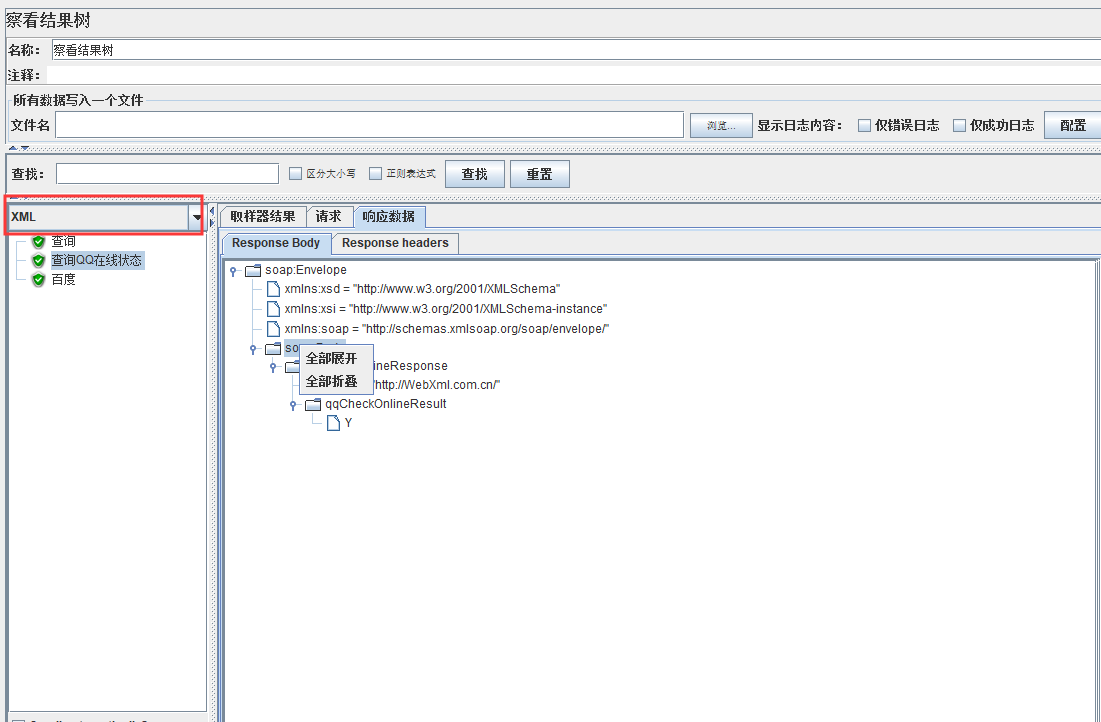 察看结果树
名称： 察看结果树
注释：
所有数据写入一个文件
文件名 浏览... 显示日志内容： 仅错误日志 仅成功日志 配置
查找： 区分大小写 正则表达式 查找 重置
XML
查询
查询QQ在线状态
百度
取样器结果 请求 响应数据
Response Body Response headers
soap:Envelope
xmlns:xsd = "http://www.w3.org/2001/XMLSchema"
xmlns:xsi = "http://www.w3.org/2001/XMLSchema-instance"
xmlns:soap = "http://schemas.xmlsoap.org/soap/envelope/"
全部展开
全部折叠
ineResponse
"http://WebXml.com.cn/"
qqCheckOnlineResult
Y